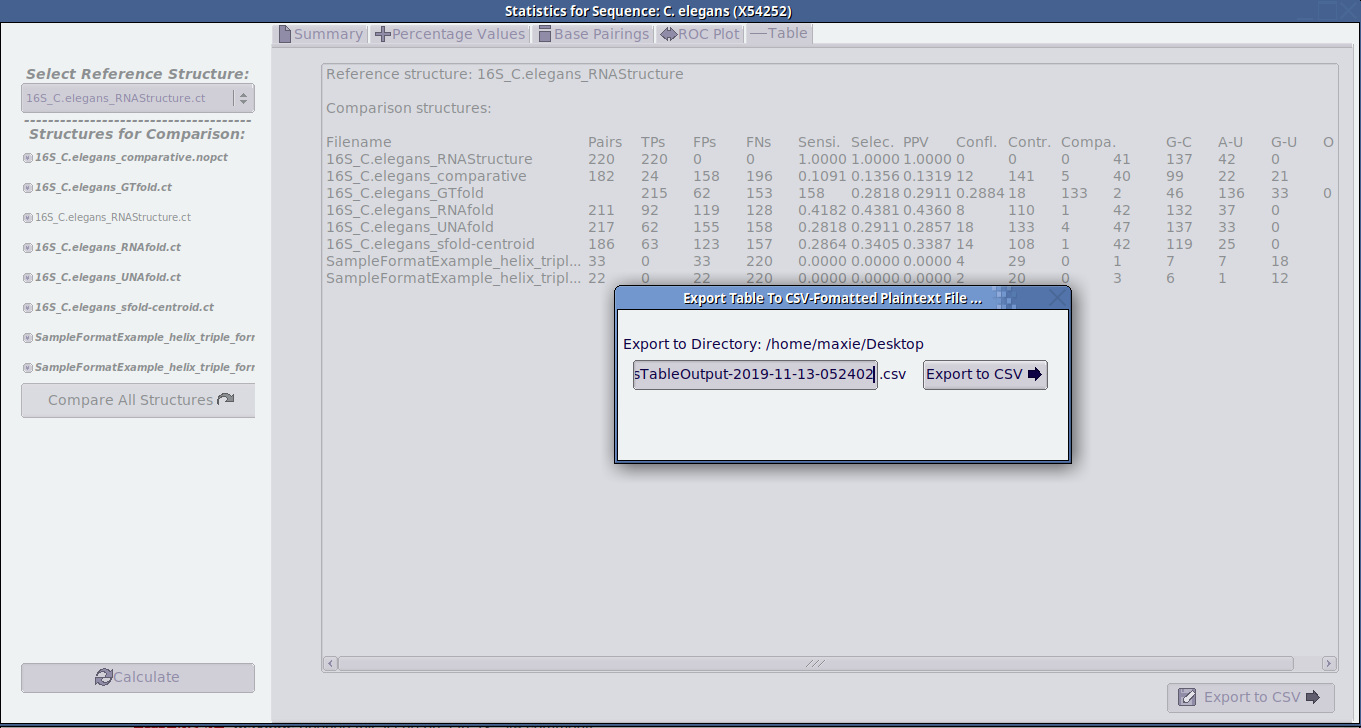 Statistics for Sequence: C. elegans (X54252)
Summary Percentage Values Base Pairings ROC Plot Table
Select Reference Structure:
16S_C.elegans_RNAStructure.ct
Structures for Comparison:
16S_C.elegans_comparative.nopct
16S_C.elegans_GTfold.ct
16S_C.elegans_RNAStructure.ct
16S_C.elegans_RNAfold.ct
16S_C.elegans_UNAfold.ct
16S_C.elegans_sfold-centroid.ct
SampleFormatExample_helix_triple_forr
SampleFormatExample_helix_triple_forr
Compare All Structures
Calculate
Reference structure: 16S_C.elegans_RNAStructure
Comparison structures:
Filename Pairs TPs FPs FNs Sensi. Selec. PPV Confl. Contr. Compa. G-C A-U G-U O
16S_C.elegans_RNAStructure 220 220 0 0 1.0000 1.0000 1.0000 0 0 0 41 137 42 0
16S_C.elegans_comparative 182 24 158 196 0.1091 0.1356 0.1319 12 141 5 40 99 22 21
16S_C.elegans_GTfold 215 62 153 158 0.2818 0.2911 0.2884 18 133 2 46 136 33 0
16S_C.elegans_RNAfold 211 92 119 128 0.4182 0.4381 0.4360 8 110 1 42 132 37 0
16S_C.elegans_UNAfold 217 62 155 158 0.2818 0.2911 0.2857 18 133 4 47 137 33 0
16S_C.elegans_sfold-centroid 186 63 123 157 0.2864 0.3405 0.3387 14 108 1 42 119 25 0
SampleFormatExample_helix_tripl... 33 0 33 220 0.0000 0.0000 0.0000 4 29 0 1 7 7 18
SampleFormatExample_helix_tripl... 22 0 22 220 0.0000 0.0000 0.0000 2 20 0 3 6 1 12
Export Table To CSV-Fomatted Plaintext File ...
Export to Directory: /home/maxie/Desktop
sTableOutput-2019-11-13-052402 .csv Export to CSV
Export to CSV